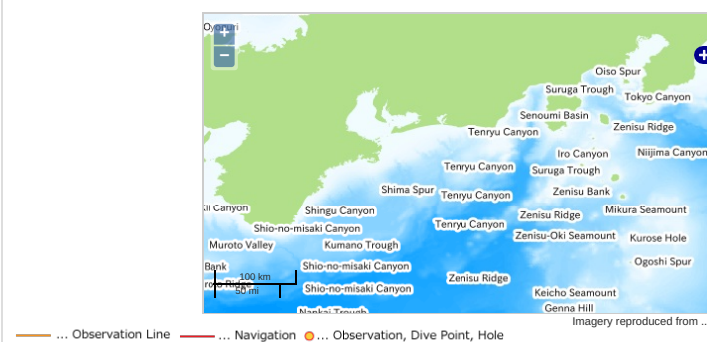 Oyofuri
+
−
Oiso Spur
Suruga Trough
Tokyo Canyon
Senoumi Basin
Zenisu Ridge
Tenryu Canyon
Iro Canyon
Niijima Canyon
Tenryu Canyon
Suruga Trough
Shima Spur
Tenryu Canyon
Zenisu Bank
Canyon
Shingu Canyon
Zenisu Ridge
Mikura Seamount
Shio-no-misaki Canyon
Tenryu Canyon
Zenisu-Oki Seamount
Kurose Hole
Muroto Valley
Kumano Trough
Ogoshi Spur
Bank
Shio-no-misaki Canyon
100 km
Zenisu Ridge
Ridge
50 mi
Shio-no-misaki Canyon
Keicho Seamount
Genna Hill
Nankai Trough
Imagery reproduced from ..
... Observation Line
... Navigation
... Observation, Dive Point, Hole